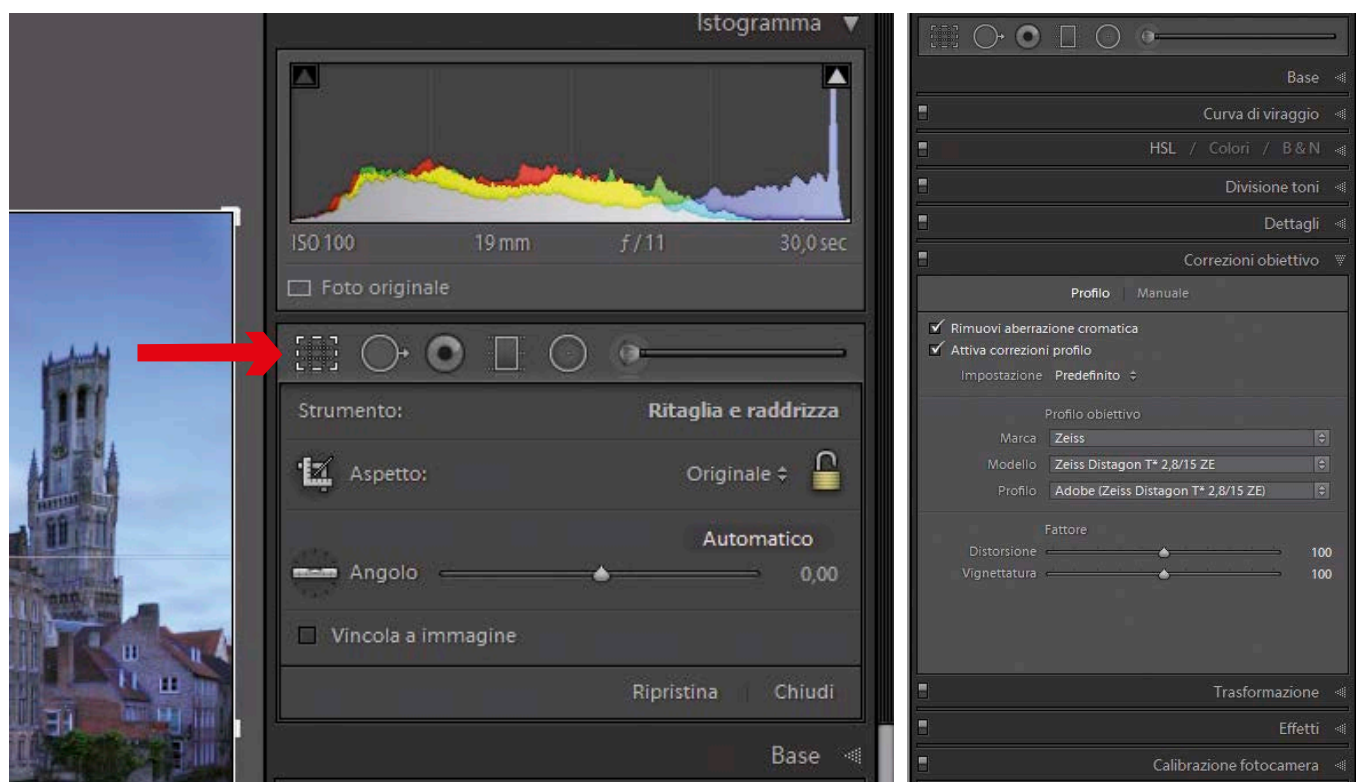 Istogramma
ISO 100 19 mm ƒ / 11 30,0 sec
Foto originale
Strumento: Ritaglia e raddrizza
Aspetto: Originale
Automatico
Angolo 0,00
Vincola a immagine
Ripristina Chiudi
Base
Base
Curva di viraggio
HSL / Colori / B & N
Divisione toni
Dettagli
Correzioni obiettivo
Profilo Manuale
Rimuovi aberrazione cromatica
Attiva correzioni profilo
Impostazione Predefinito
Profilo obiettivo
Marca Zeiss
Modello Zeiss Distagon T* 2,8/15 ZE
Profilo Adobe (Zeiss Distagon T* 2,8/15 ZE)
Fattore
Distorsione 100
Vignettatura 100
Trasformazione
Effetti
Calibrazione fotocamera